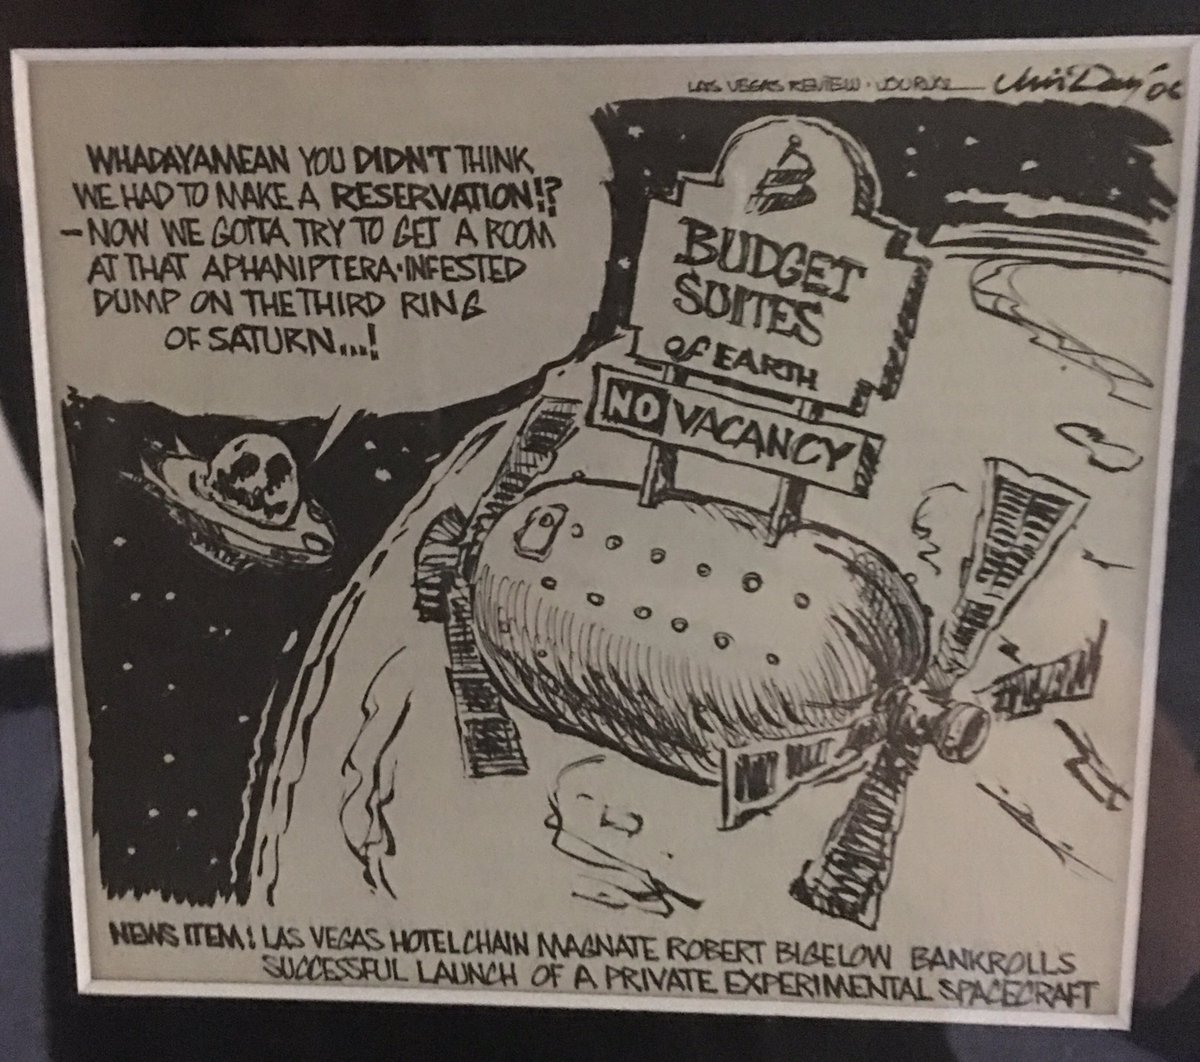 LAS VEGAS REVIEW-JOURNAL
'06
WHADAYAMEAN YOU DIDN'T THINK
WE HAD TO MAKE A RESERVATION!?
-NOW WE GOTTA TRY TO GET A ROOM
AT THAT APHANIPTERA-INFESTED
DUMP ON THE THIRD RING
OF SATURN...!
BUDGET
SUITES
OF EARTH
NO VACANCY
NEWS ITEM: LAS VEGAS HOTEL CHAIN MAGNATE ROBERT BIGELOW BANKROLLS
SUCCESSFUL LAUNCH OF A PRIVATE EXPERIMENTAL SPACECRAFT